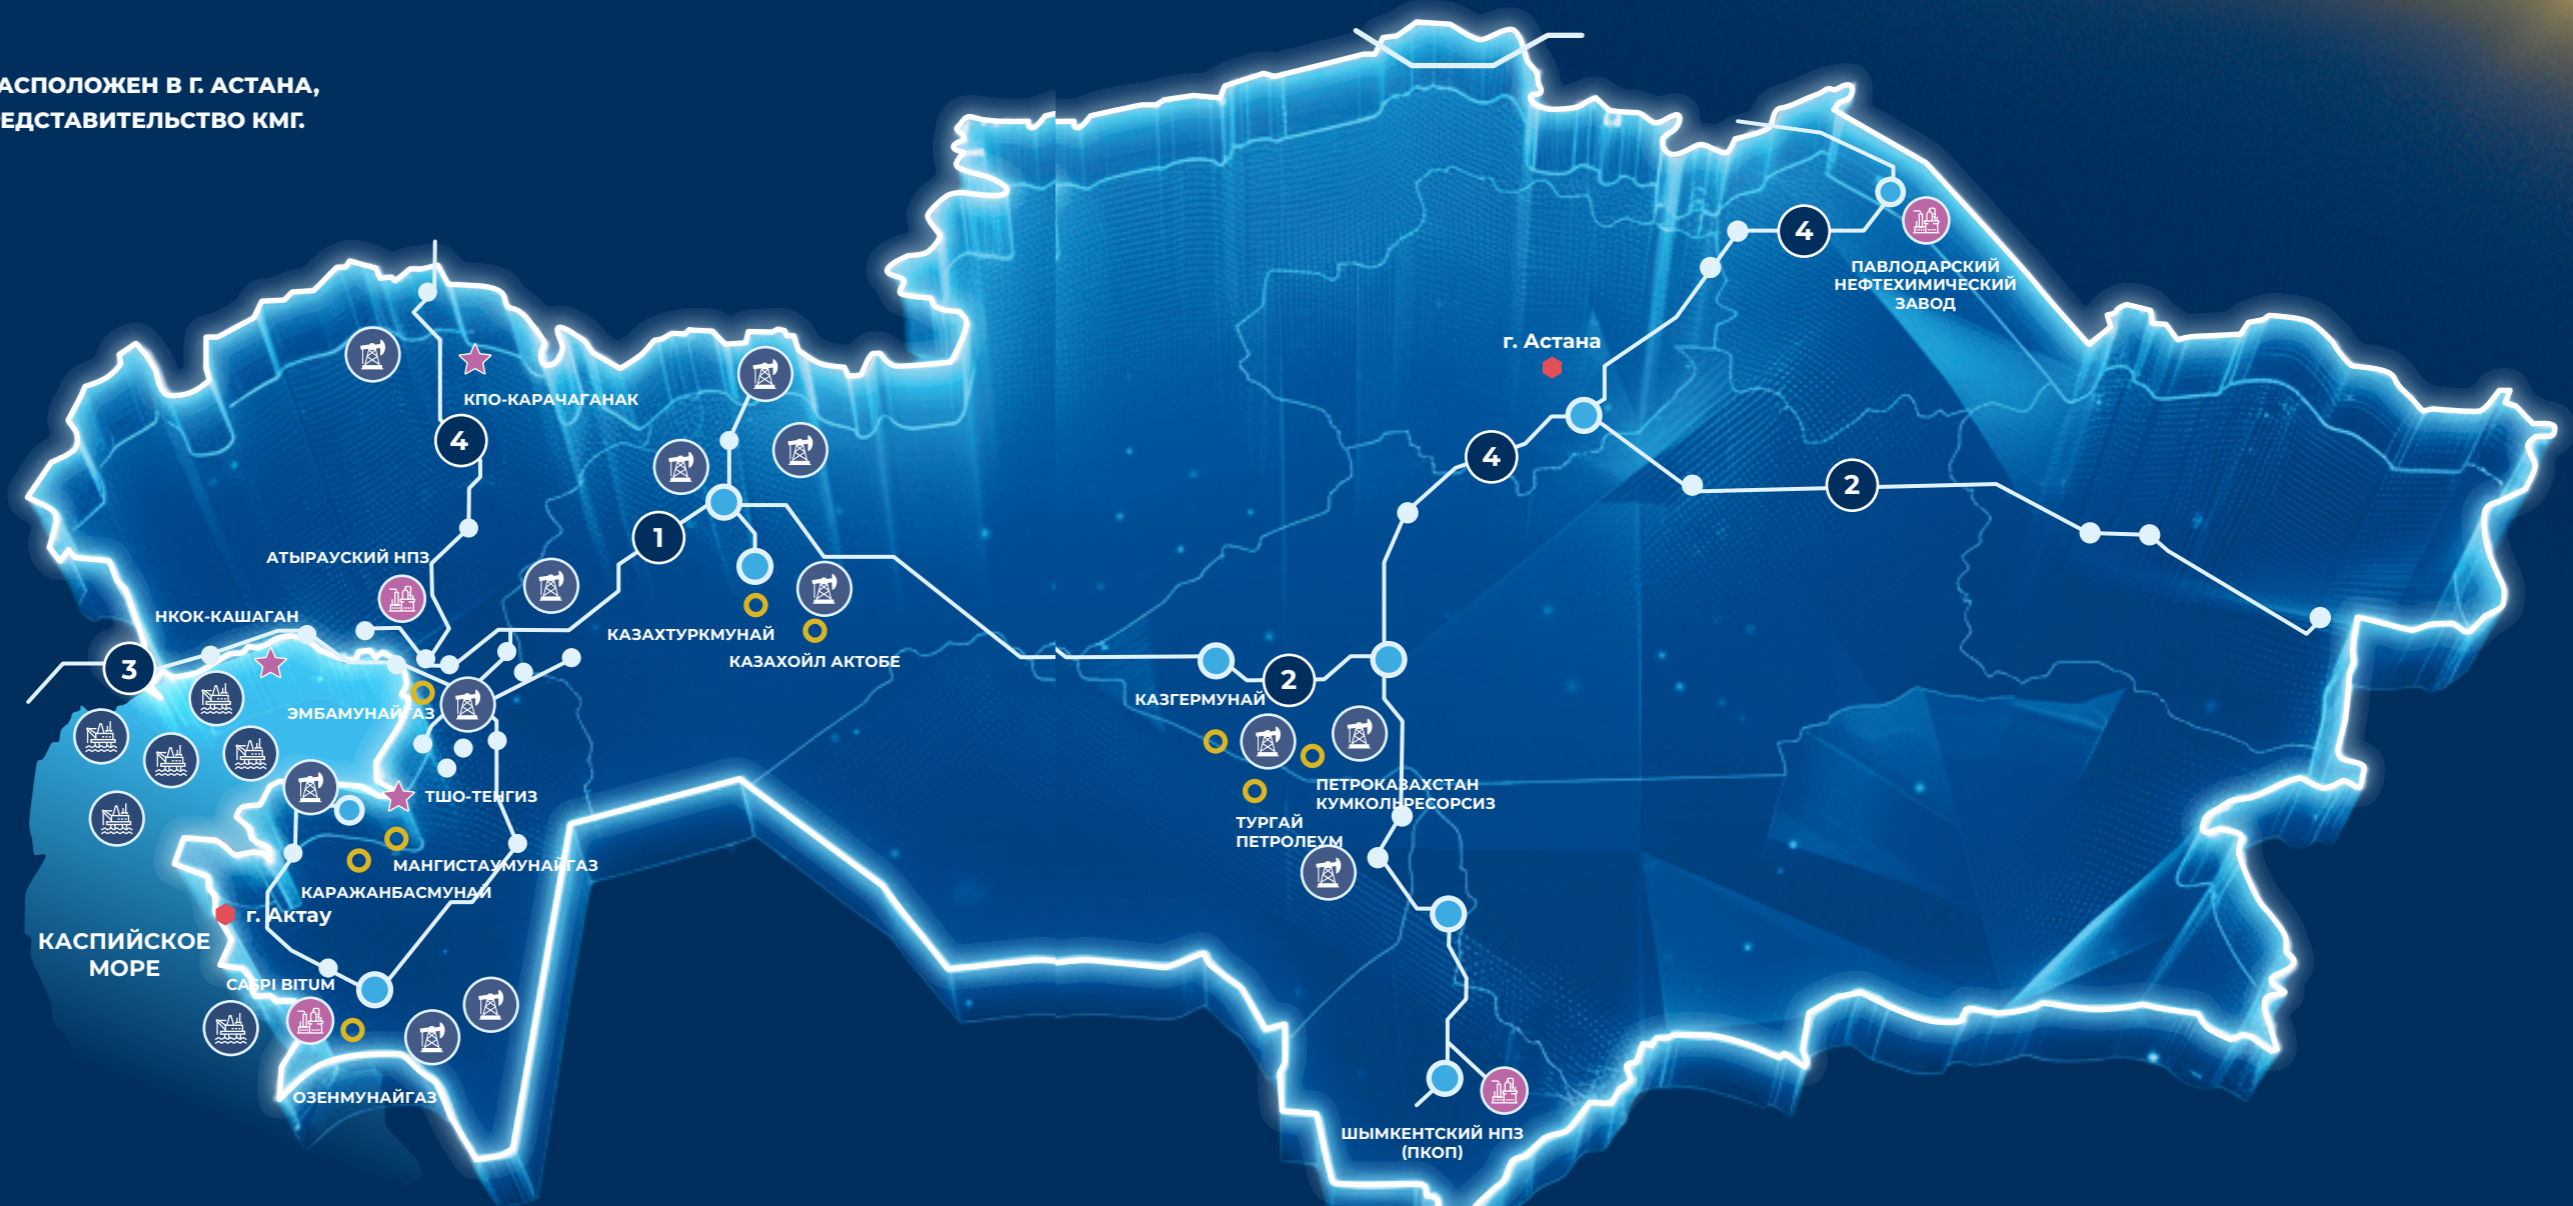 АСПОЛОЖЕН В Г. АСТАНА,
ЕДСТАВИТЕЛЬСТВО КМГ.
4
ПАВЛОДАРСКИЙ
НЕФТЕХИМИЧЕСКИЙ
ЗАВОД
г. Астана
КПО-КАРАЧАГАНАК
4
4
2
1
АТЫРАУСКИЙ НПЗ
НКОК-КАШАГАН
КАЗАХТУРКМУНАЙ
КАЗАХОЙЛ АКТОБЕ
3
2
КАЗГЕРМУНАЙ
ЭМБАМУНАЙГАЗ
ТШО-ТЕНГИЗ
ПЕТРОКАЗАХСТАН
КУМКОЛЬРЕСОРСИЗ
ТУРГАЙ
ПЕТРОЛЕУМ
МАНГИСТАУМУНАЙГАЗ
КАРАЖАНБАСМУНАЙ
г. Актау
КАСПИЙСКОЕ
МОРЕ
CASPI BITUM
ОЗЕНМУНАЙГАЗ
ШЫМКЕНТСКИЙ НПЗ
(ПКОП)